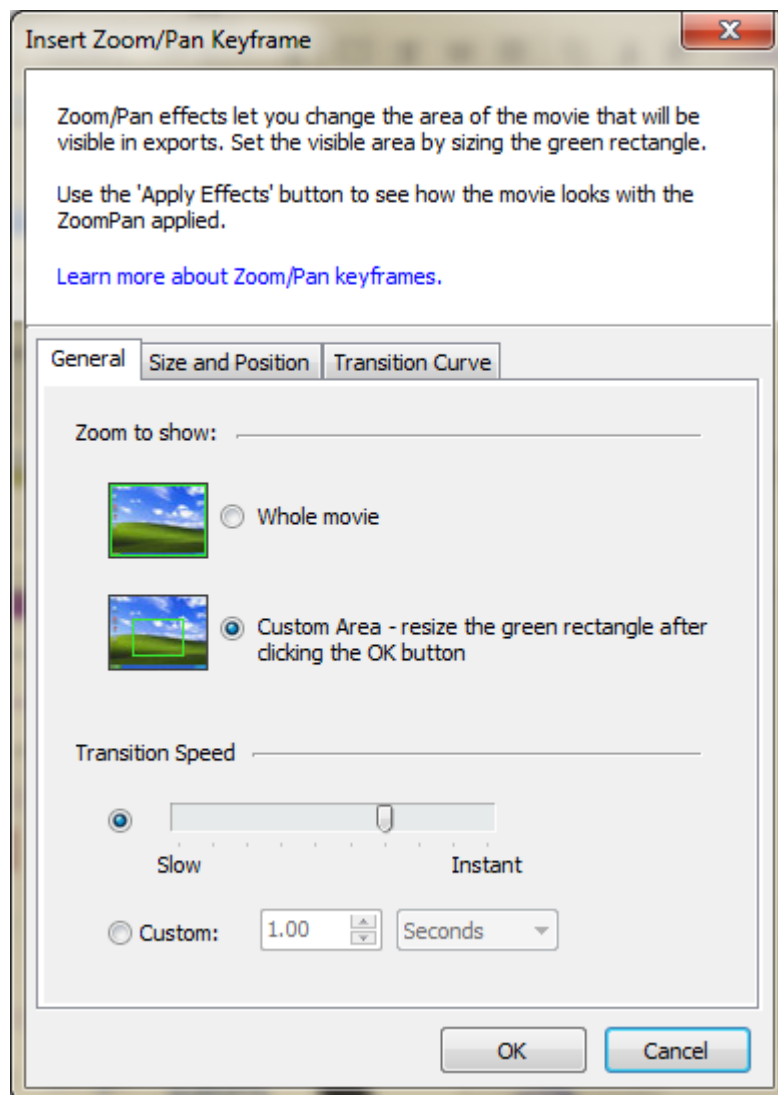 Insert Zoom/Pan Keyframe
Zoom/Pan effects let you change the area of the movie that will be
visible in exports. Set the visible area by sizing the green rectangle.
Use the 'Apply Effects' button to see how the movie looks with the
ZoomPan applied.
Learn more about Zoom/Pan keyframes.
General
Size and Position
Transition Curve
Zoom to show:
Whole movie
Custom Area - resize the green rectangle after
clicking the OK button
Transition Speed
Slow
Instant
Custom:
1.00
Seconds
OK
Cancel